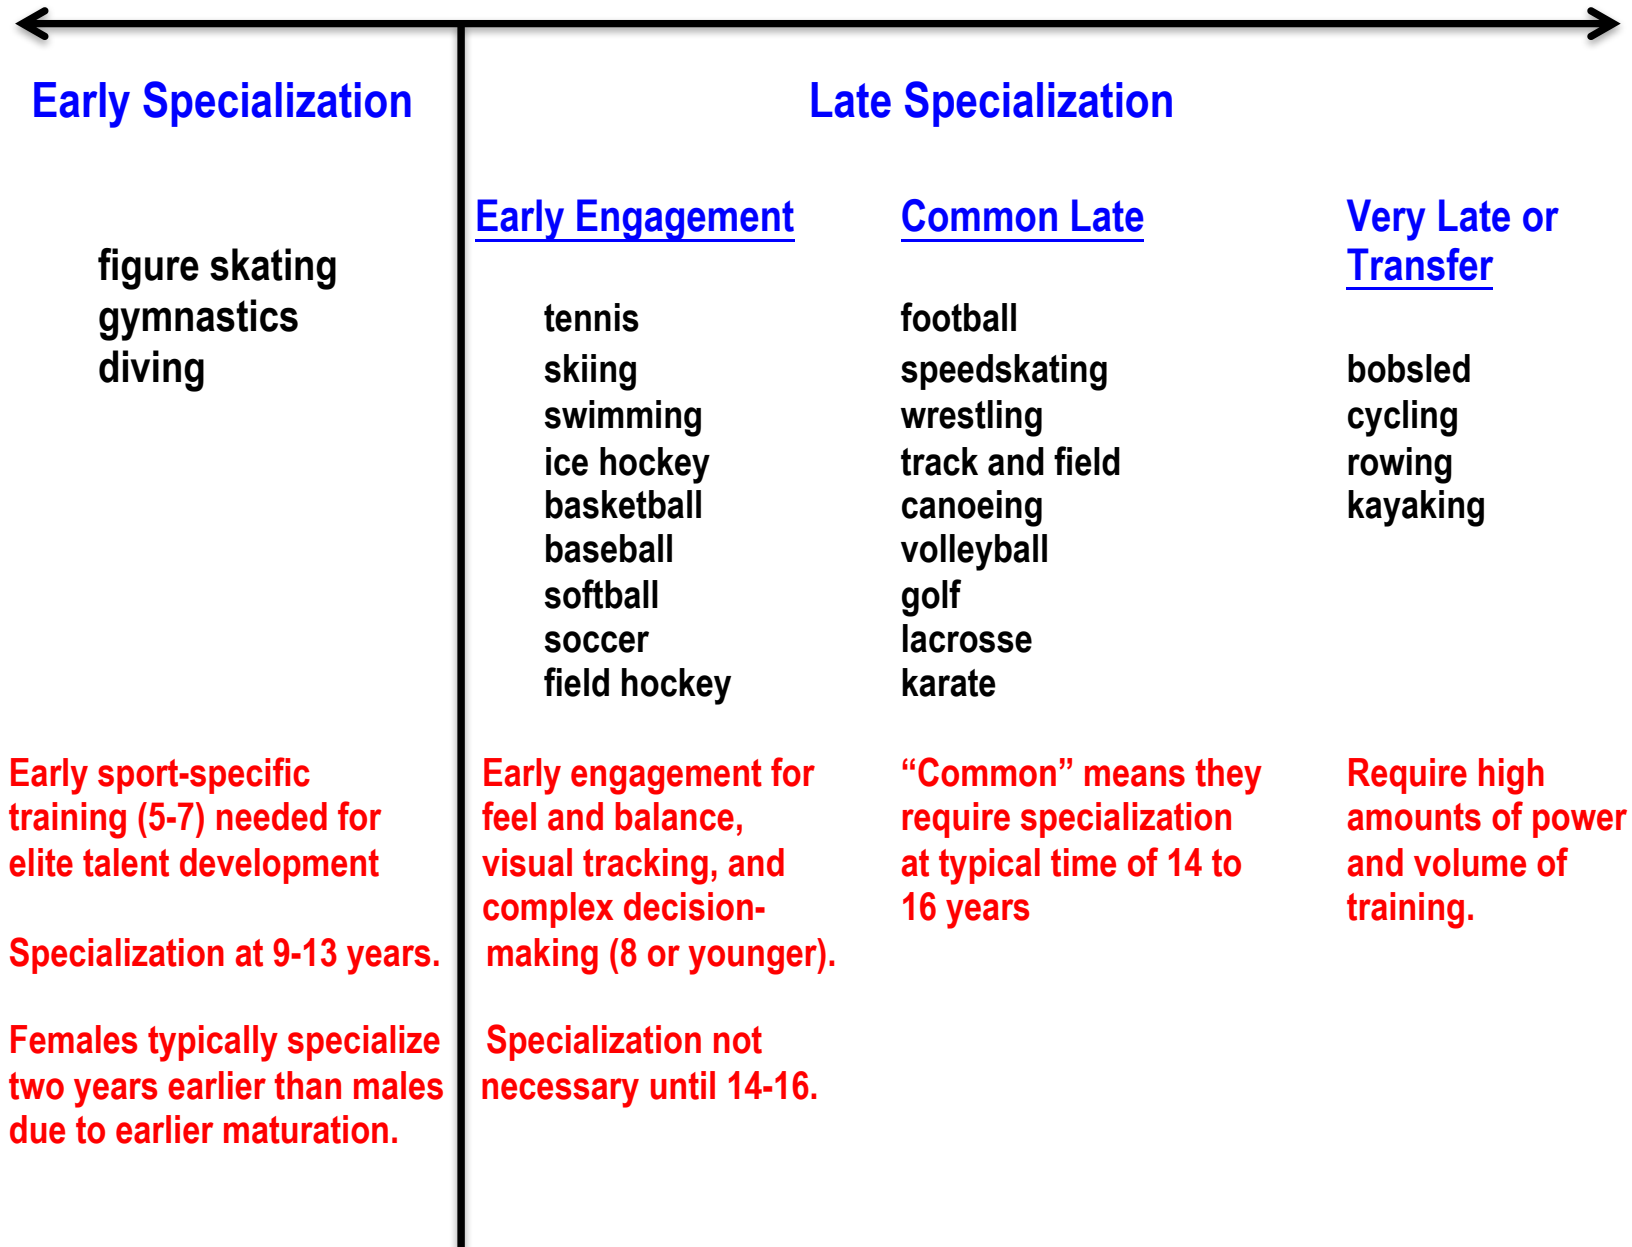 Early Specialization
figure skating
gymnastics
diving
Early sport-specific
training (5-7) needed for
elite talent development
Specialization at 9-13 years.
Females typically specialize
two years earlier than males
due to earlier maturation.
Late Specialization
Early Engagement
tennis
skiing
swimming
ice hockey
basketball
baseball
softball
soccer
field hockey
Early engagement for
feel and balance,
visual tracking, and
complex decision-
making (8 or younger).
Specialization not
necessary until 14-16.
Common Late
football
speedskating
wrestling
track and field
canoeing
volleyball
golf
lacrosse
karate
“Common” means they
require specialization
at typical time of 14 to
16 years
Very Late or
Transfer
bobsled
cycling
rowing
kayaking
Require high
amounts of power
and volume of
training.